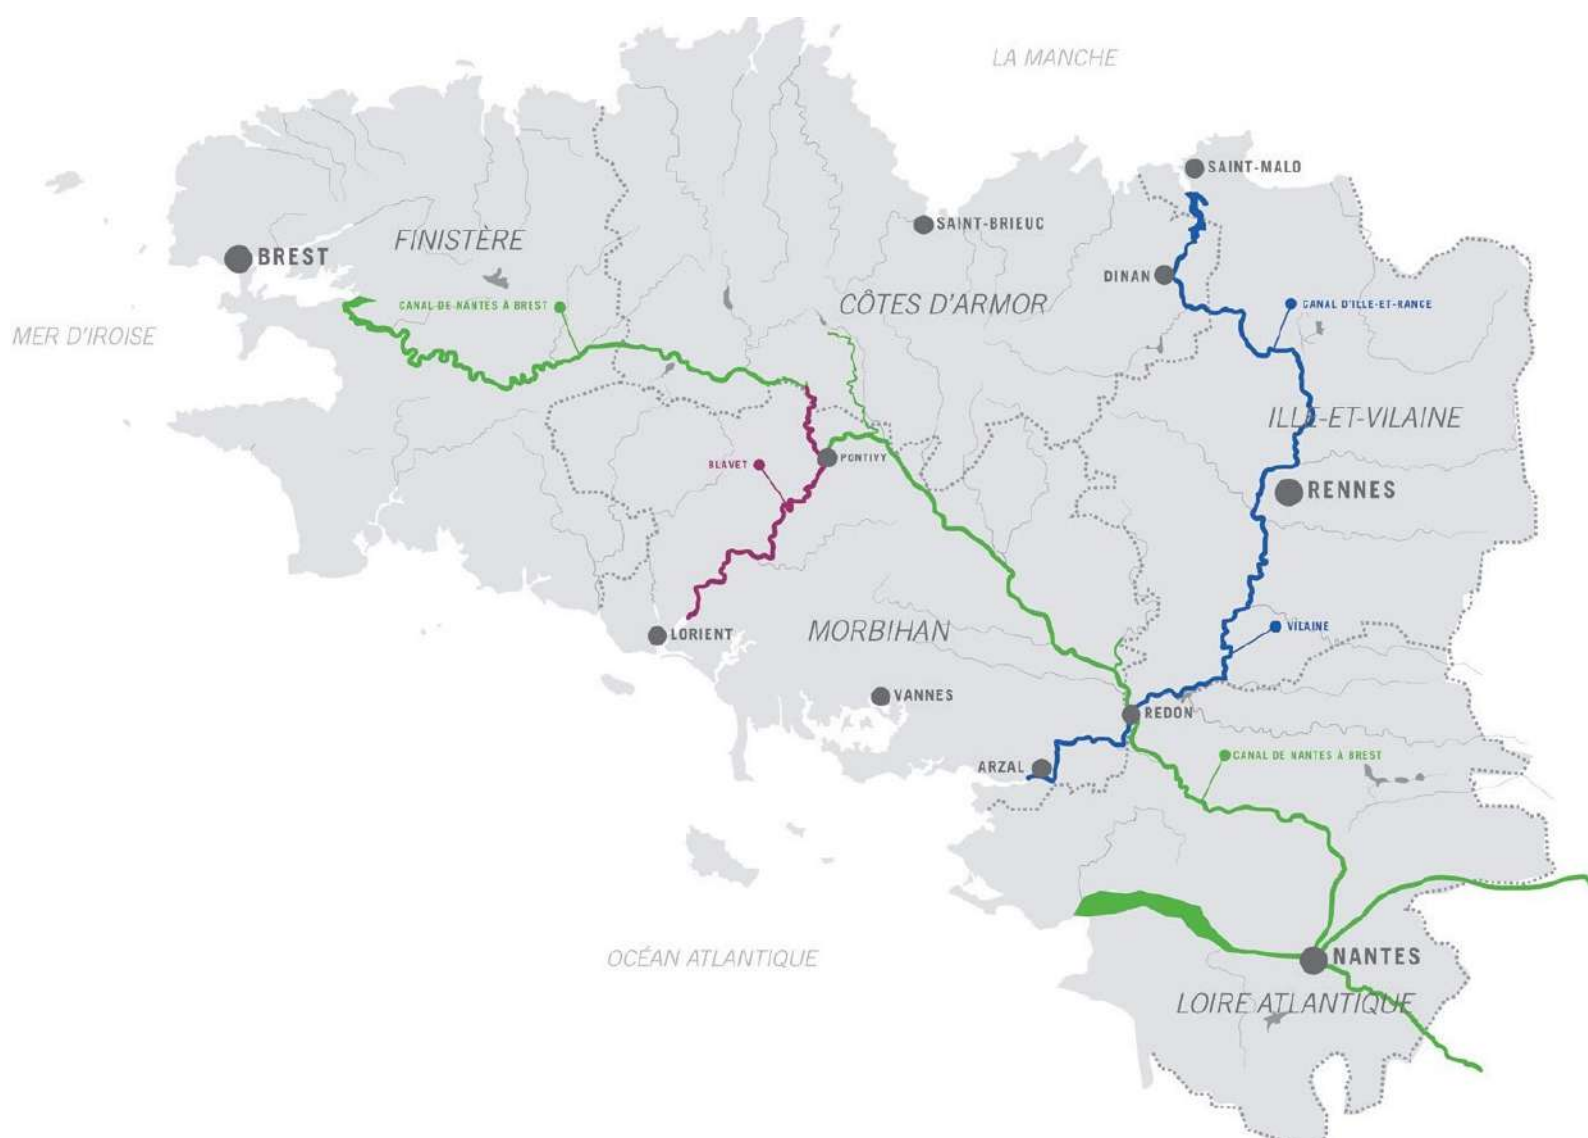 LA MANCHE
SAINT-MALO
SAINT-BRIEUC
FINISTÈRE
BREST
DINAN
CÔTES D'ARMOR
CANAL DE NANTES À BREST
CANAL D'ILLE-ET-RANCE
MER D'IROISE
ILLE-ET-VILAINE
PONTIVY
BLAVET
RENNES
VILAINE
LORIENT
MORBIHAN
VANNES
REDON
CANAL DE NANTES À BREST
ARZAL
OCÉAN ATLANTIQUE
NANTES
LOIRE ATLANTIQUE